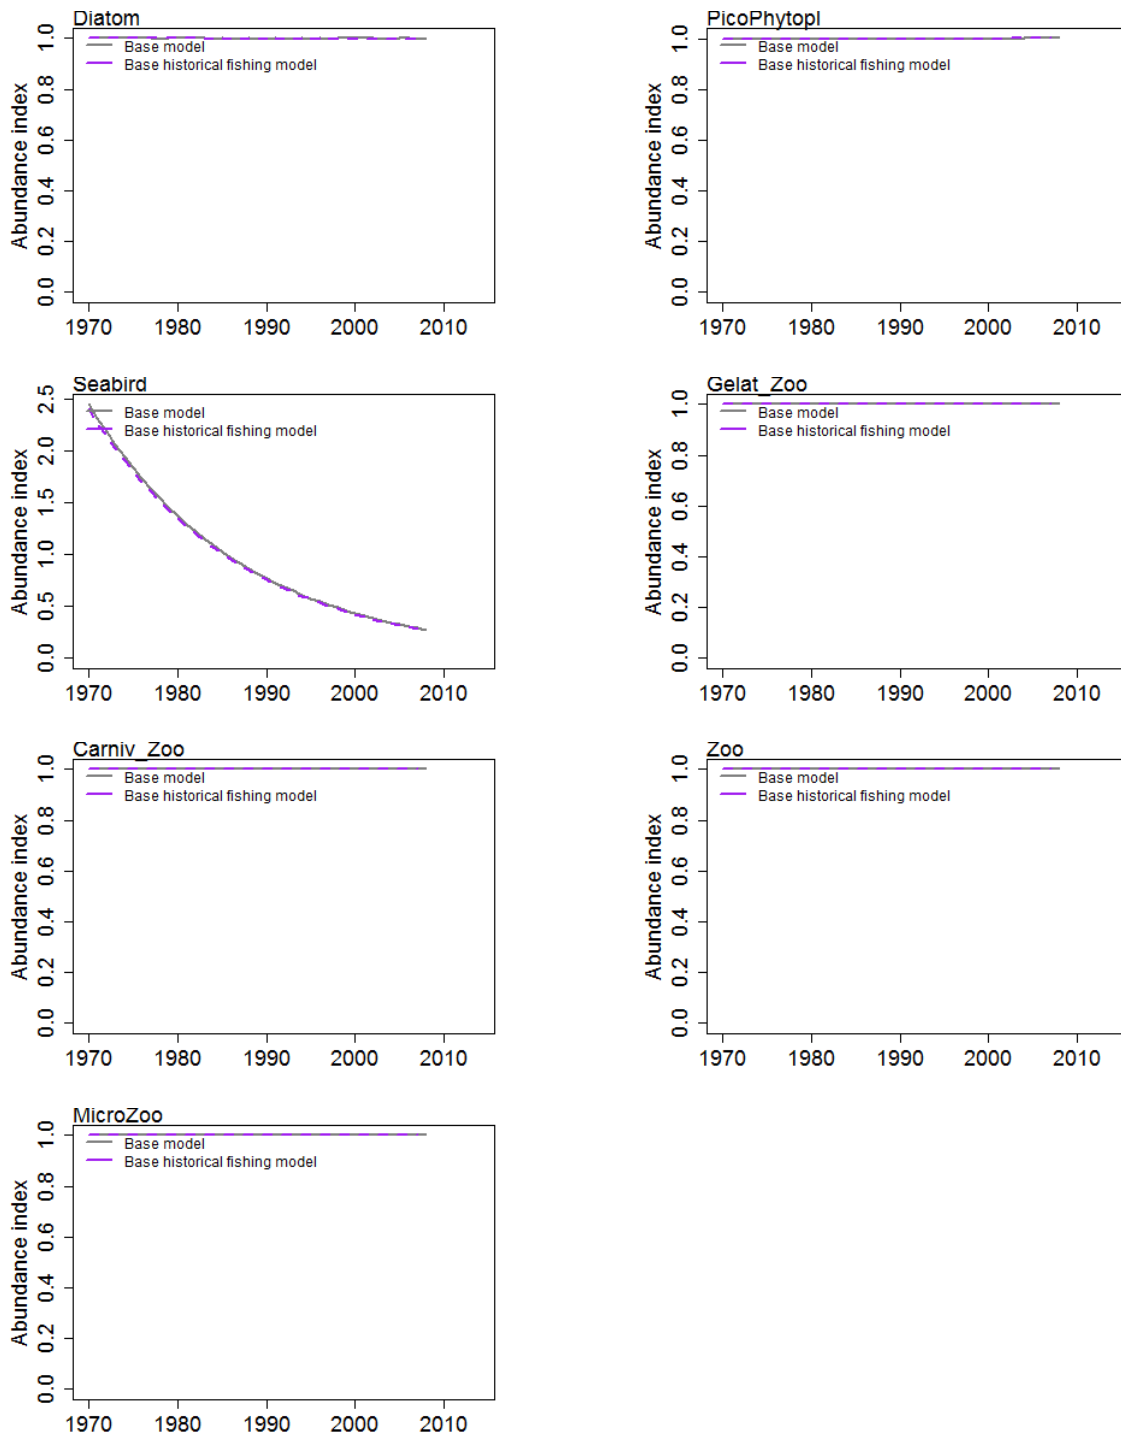 Diatom
Base model
Base historical fishing model
Abundance index
0.0 0.2 0.4 0.6 0.8 1.0
1970 1980 1990 2000 2010
PicoPhytopl
Base model
Base historical fishing model
Abundance index
0.0 0.2 0.4 0.6 0.8 1.0
1970 1980 1990 2000 2010
Seabird
Base model
Base historical fishing model
Abundance index
0.0 0.5 1.0 1.5 2.0 2.5
1970 1980 1990 2000 2010
Gelat_Zoo
Base model
Base historical fishing model
Abundance index
0.0 0.2 0.4 0.6 0.8 1.0
1970 1980 1990 2000 2010
Carniv_Zoo
Base model
Base historical fishing model
Abundance index
0.0 0.2 0.4 0.6 0.8 1.0
1970 1980 1990 2000 2010
Zoo
Base model
Base historical fishing model
Abundance index
0.0 0.2 0.4 0.6 0.8 1.0
1970 1980 1990 2000 2010
MicroZoo
Base model
Base historical fishing model
Abundance index
0.0 0.2 0.4 0.6 0.8 1.0
1970 1980 1990 2000 2010